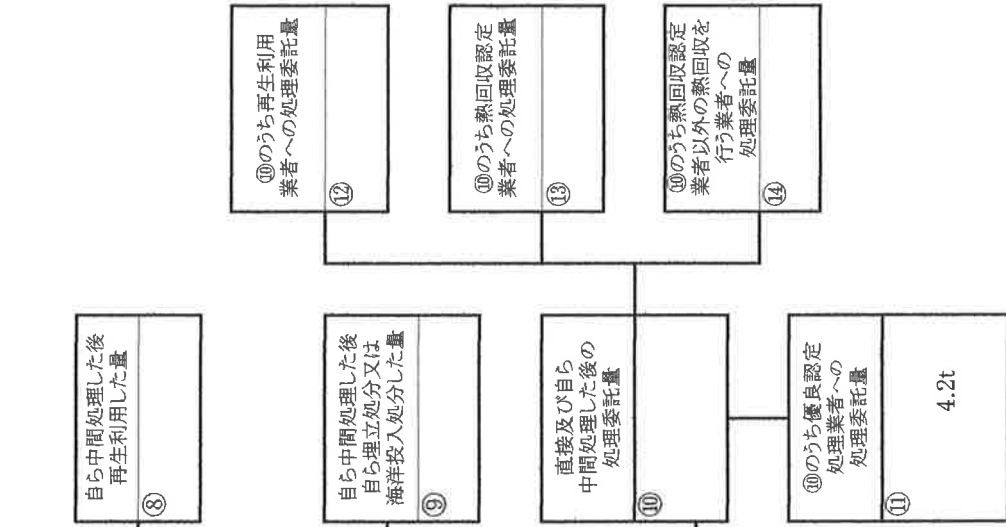 自ら中間処理した後
再生利用した量
⑧
自ら中間処理した後
自ら埋立処分又は
海洋投入処分した量
⑨
直接及び自ら
中間処理した後の
処理委託量
⑩
⑩のうち優良認定
処理業者への
処理委託量
⑪
4.2t
⑩のうち再生利用
業者への処理委託量
⑫
⑩のうち熱回収認定
業者への処理委託量
⑬
⑩のうち熱回収認定
業者以外の熱回収を
行う業者への
処理委託量
⑭